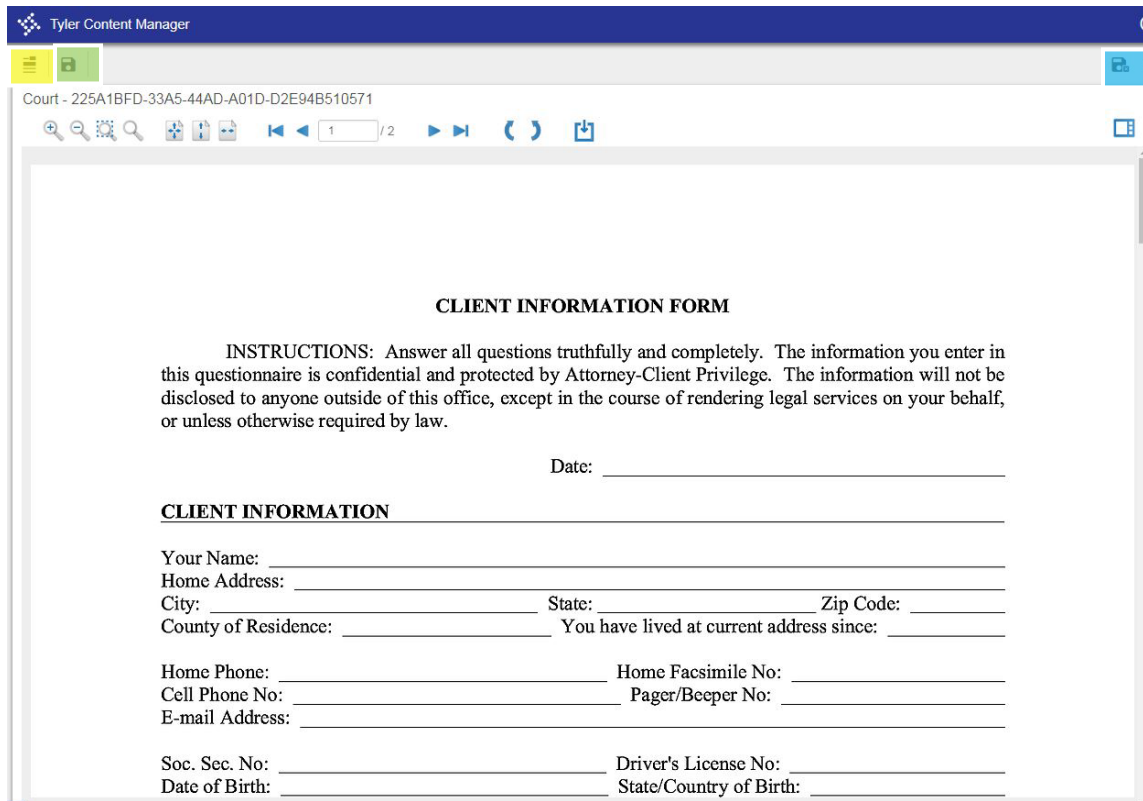 Tyler Content Manager
Court - 225A1BFD-33A5-44AD-A01D-D2E94B510571
1 / 2
CLIENT INFORMATION FORM
INSTRUCTIONS: Answer all questions truthfully and completely. The information you enter in
this questionnaire is confidential and protected by Attorney-Client Privilege. The information will not be
disclosed to anyone outside of this office, except in the course of rendering legal services on your behalf,
or unless otherwise required by law.
Date:
CLIENT INFORMATION
Your Name:
Home Address:
City: State: Zip Code:
County of Residence: You have lived at current address since:
Home Phone: Home Facsimile No:
Cell Phone No: Pager/Beeper No:
E-mail Address:
Soc. Sec. No: Driver's License No:
Date of Birth: State/Country of Birth: